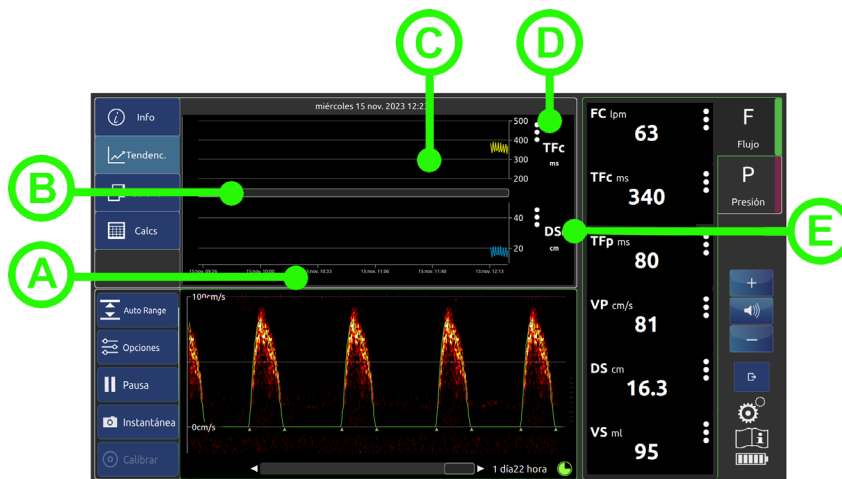 C
D
miércoles 15 nov. 2023 12:2
Info
Tendenc.
Calcs
B
A
500
400
300
200
TFc
ms
40
20
DS
cm
E
15 nov. 09:26
15 nov. 10:00
15 nov. 10:33
15 nov. 11:06
15 nov. 11:40
15 nov. 12:13
FC lpm
63
TFc ms
340
TFp ms
80
VP cm/s
81
DS cm
16.3
VS ml
95
F
Flujo
P
Presión
+
−
Auto Range
Opciones
Pausa
Instantánea
Calibrar
100cm/s
0cm/s
1 día22 hora
i